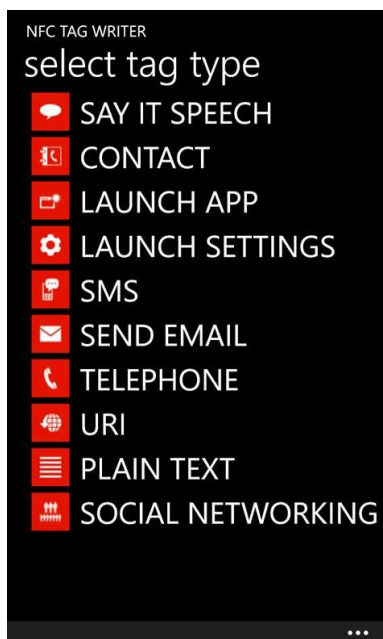 NFC TAG WRITER
select tag type
SAY IT SPEECH
CONTACT
LAUNCH APP
LAUNCH SETTINGS
SMS
SEND EMAIL
TELEPHONE
URI
PLAIN TEXT
SOCIAL NETWORKING